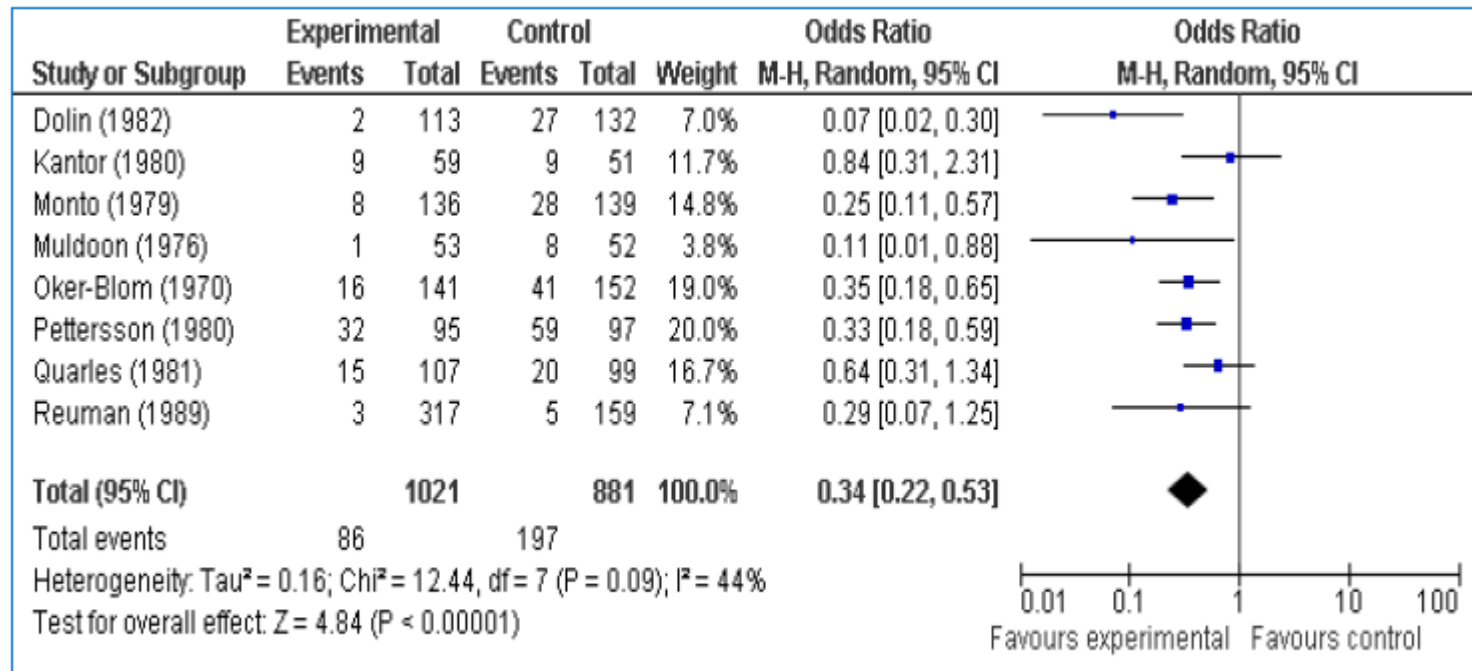 Experimental Control Odds Ratio Odds Ratio
Study or Subgroup Events Total Events Total Weight M-H, Random, 95% CI M-H, Random, 95% CI
Dolin (1982) 2 113 27 132 7.0% 0.07 [0.02, 0.30]
Kantor (1980) 9 59 9 51 11.7% 0.84 [0.31, 2.31]
Monto (1979) 8 136 28 139 14.8% 0.25 [0.11, 0.57]
Muldoon (1976) 1 53 8 52 3.8% 0.11 [0.01, 0.88]
Oker-Blom (1970) 16 141 41 152 19.0% 0.35 [0.18, 0.65]
Pettersson (1980) 32 95 59 97 20.0% 0.33 [0.18, 0.59]
Quarles (1981) 15 107 20 99 16.7% 0.64 [0.31, 1.34]
Reuman (1989) 3 317 5 159 7.1% 0.29 [0.07, 1.25]
Total (95% CI) 1021 881 100.0% 0.34 [0.22, 0.53]
Total events 86 197
Heterogeneity: Tau² = 0.16; Chi² = 12.44, df = 7 (P = 0.09); I² = 44%
Test for overall effect: Z = 4.84 (P < 0.00001)
0.01 0.1 1 10 100
Favours experimental Favours control